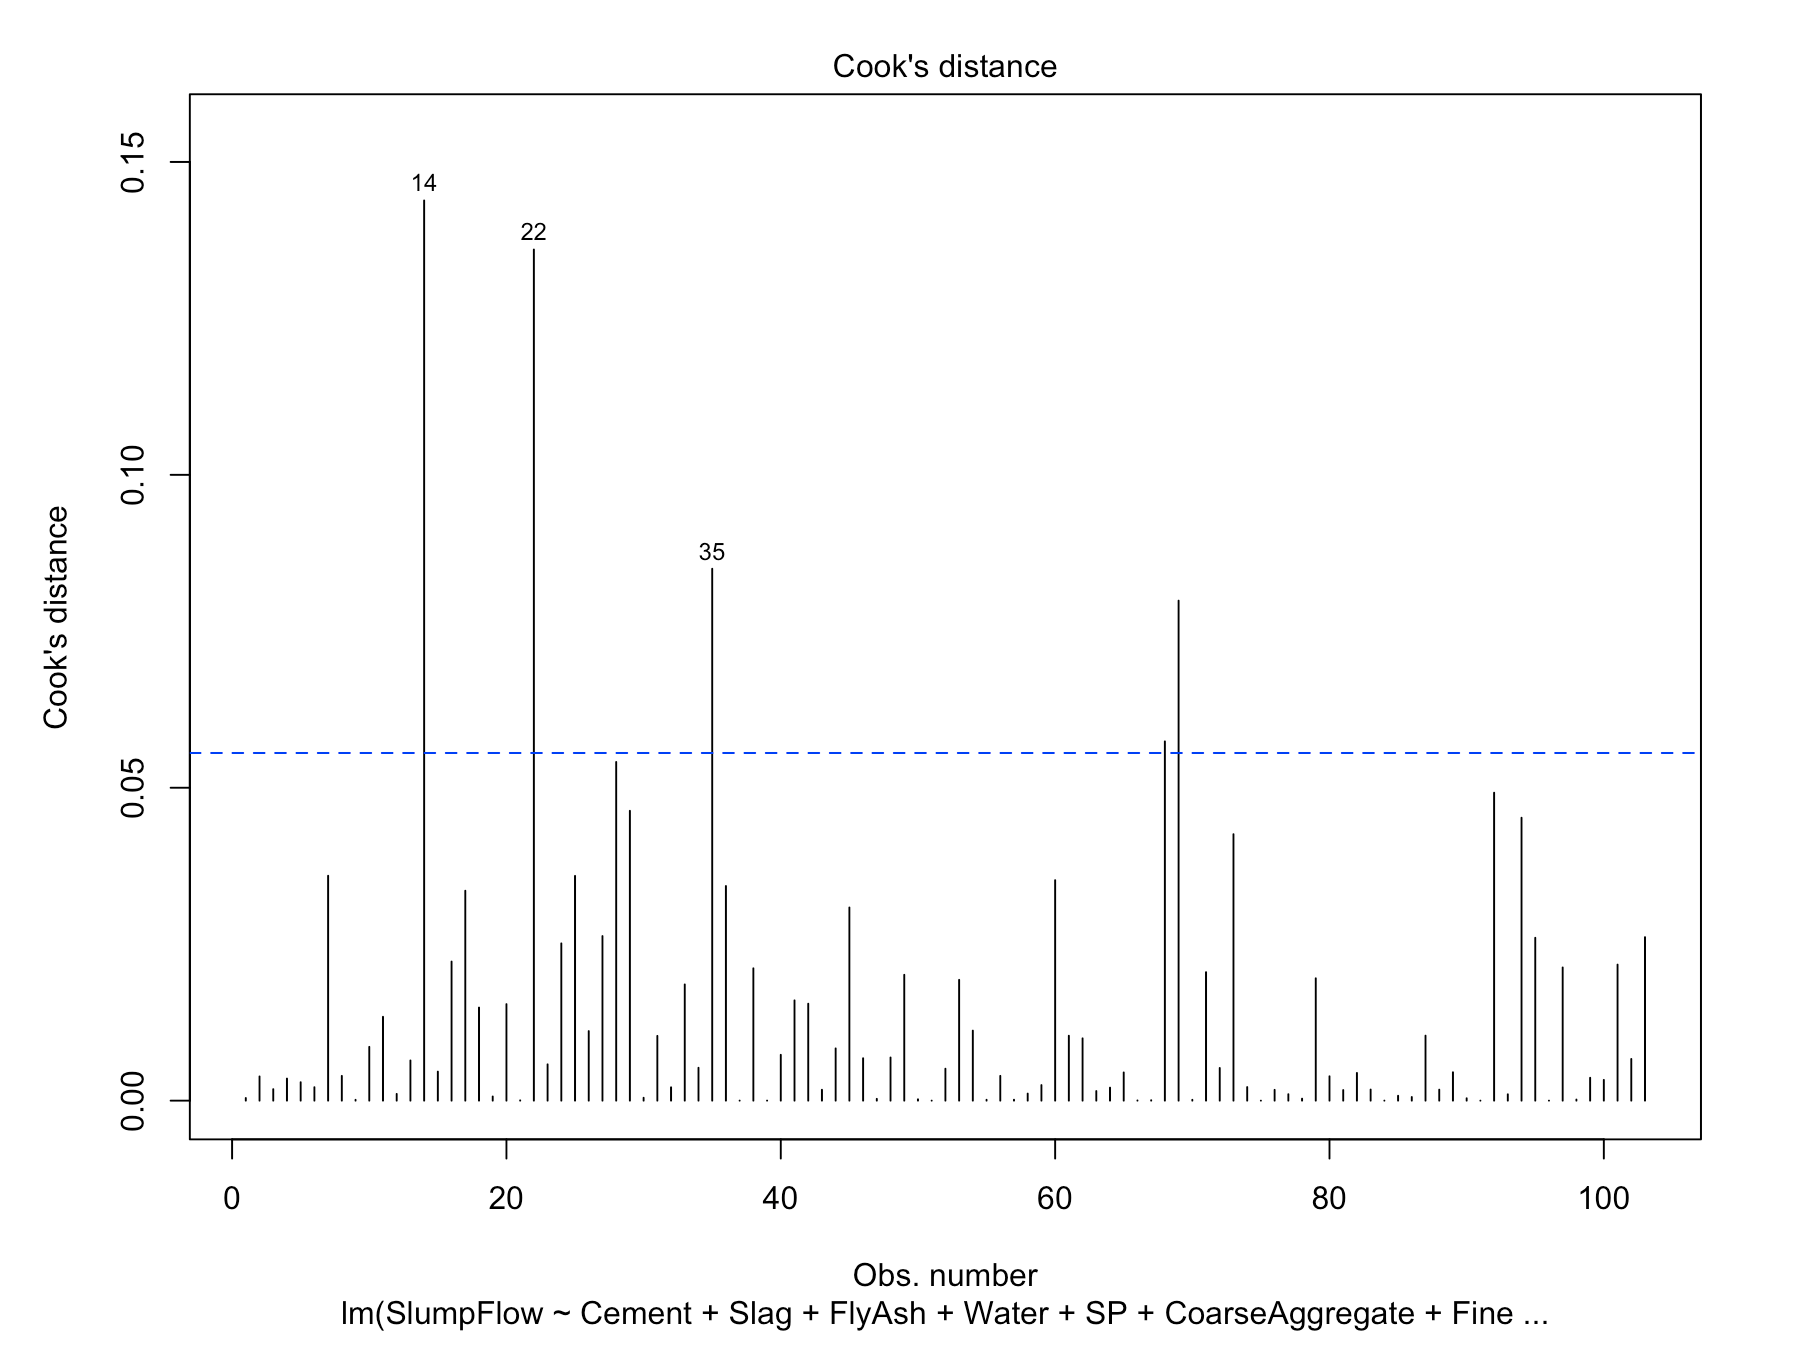 Cook's distance
0.15
0.10
0.05
0.00
Cook's distance
14
22
35
0 20 40 60 80 100
Obs. number
lm(SlumpFlow ~ Cement + Slag + FlyAsh + Water + SP + CoarseAggregate + Fine ...